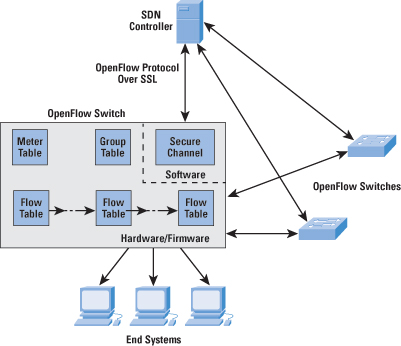 SDN
Controller
OpenFlow Protocol
Over SSL
OpenFlow Switch
Meter
Table
Group
Table
Secure
Channel
Software
OpenFlow Switches
Flow
Table
Flow
Table
Flow
Table
Hardware/Firmware
End Systems